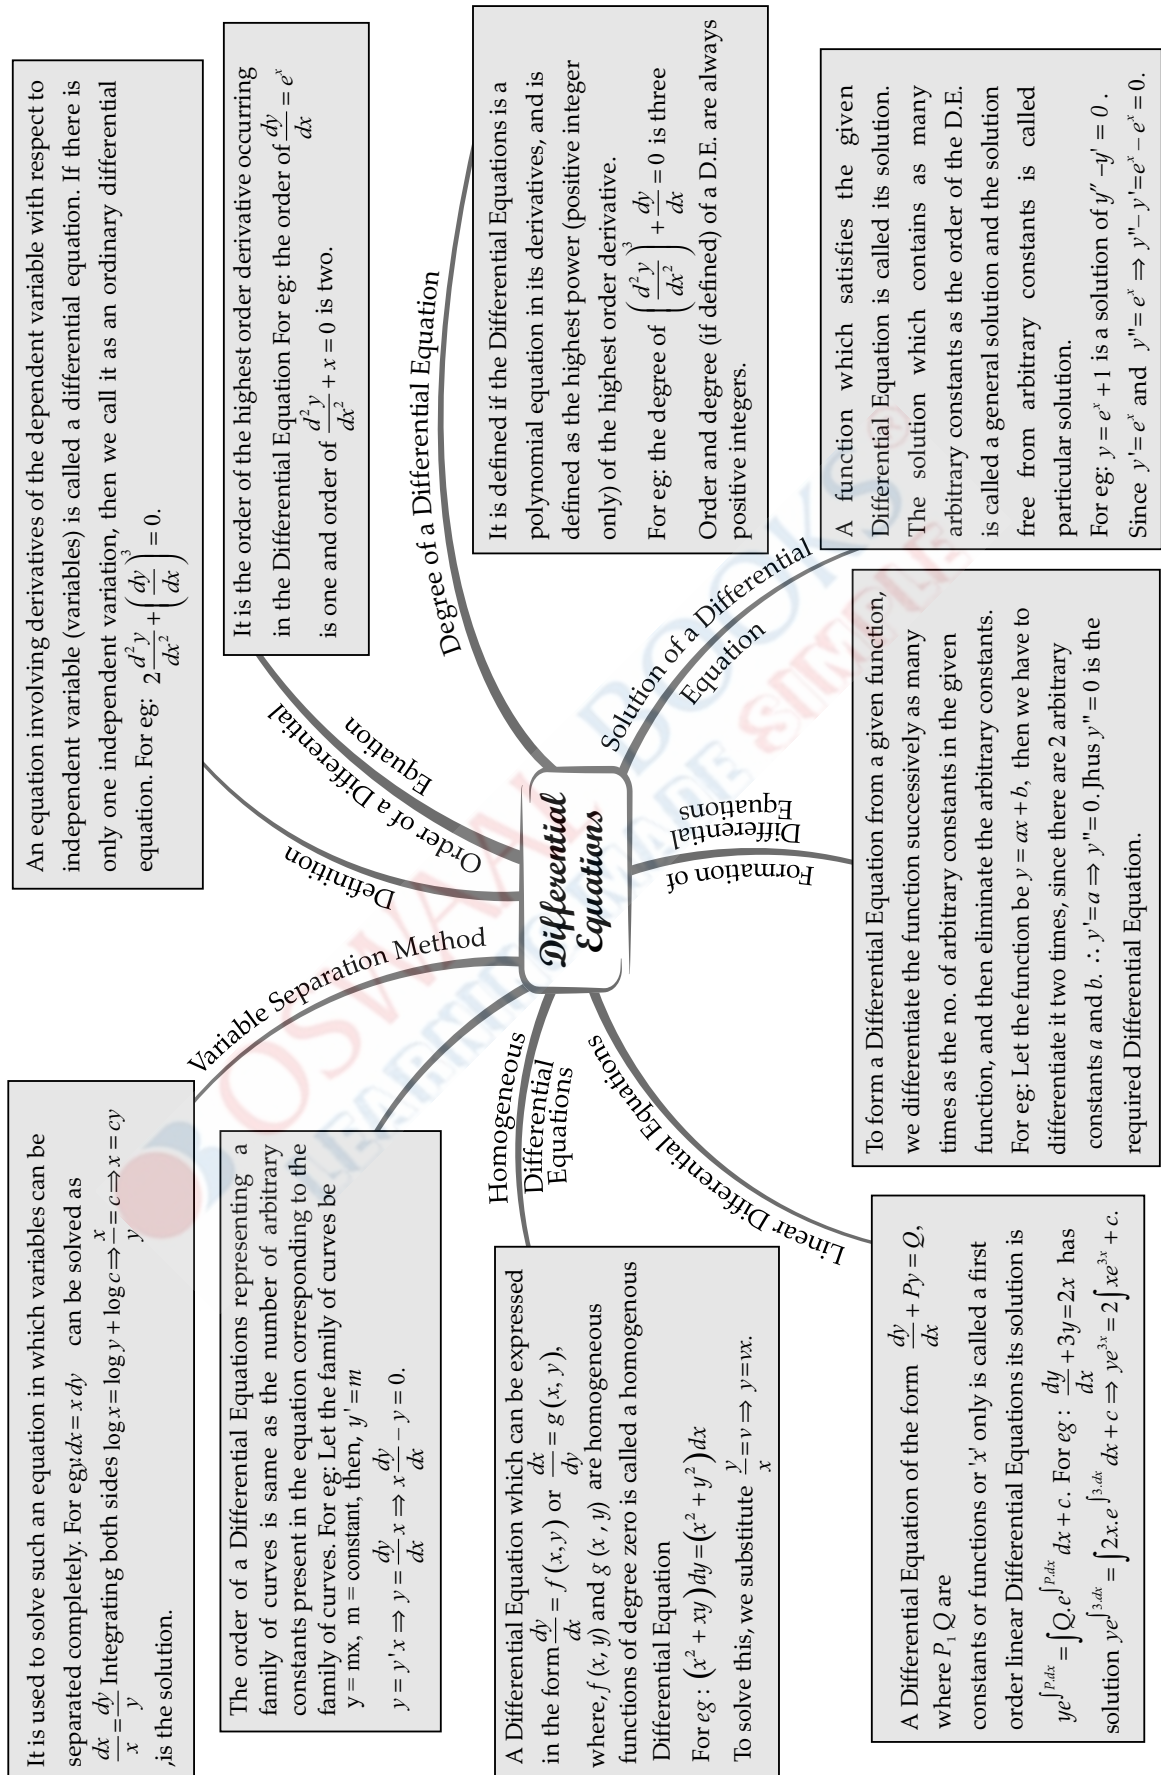 Differential
Equations
Definition
An equation involving derivatives of the dependent variable with respect to
independent variable (variables) is called a differential equation. If there is
only one independent variation, then we call it as an ordinary differential
equation. For eg: 2 d²y/dx² + (dy/dx)³ = 0.
Order of a Differential
Equation
It is the order of the highest order derivative occurring
in the Differential Equation For eg: the order of dy/dx = eˣ
is one and order of d²y/dx² + x = 0 is two.
Degree of a Differential Equation
It is defined if the Differential Equations is a
polynomial equation in its derivatives, and is
defined as the highest power (positive integer
only) of the highest order derivative.
For eg: the degree of (d²y/dx²)³ + dy/dx = 0 is three
Order and degree (if defined) of a D.E. are always
positive integers.
Solution of a Differential
Equation
A function which satisfies the given
Differential Equation is called its solution.
The solution which contains as many
arbitrary constants as the order of the D.E.
is called a general solution and the solution
free from arbitrary constants is called
particular solution.
For eg: y = eˣ + 1 is a solution of y'' − y' = 0 .
Since y' = eˣ and y'' = eˣ ⇒ y'' − y' = eˣ − eˣ = 0.
Formation of
Differential
Equations
To form a Differential Equation from a given function,
we differentiate the function successively as many
times as the no. of arbitrary constants in the given
function, and then eliminate the arbitrary constants.
For eg: Let the function be y = ax + b, then we have to
differentiate it two times, since there are 2 arbitrary
constants a and b. ∴ y' = a ⇒ y'' = 0. Jhus y'' = 0 is the
required Differential Equation.
Linear Differential Equations
A Differential Equation of the form dy/dx + Py = Q,
where P₁ Q are
constants or functions or 'x' only is called a first
order linear Differential Equations its solution is
ye^(∫P.dx) = ∫Q.e^(∫P.dx) dx + c. For eg : dy/dx + 3y = 2x has
solution ye^(∫3.dx) = ∫2x.e^(∫3.dx) dx + c ⇒ ye^(3x) = 2∫xe^(3x) + c.
Homogeneous
Differential
Equations
A Differential Equation which can be expressed
in the form dy/dx = f (x, y) or dx/dy = g (x, y),
where, f (x, y) and g (x , y) are homogeneous
functions of degree zero is called a homogenous
Differential Equation
For eg : (x² + xy) dy = (x² + y²) dx
To solve this, we substitute y/x = v ⇒ y = vx.
The order of a Differential Equations representing a
family of curves is same as the number of arbitrary
constants present in the equation corresponding to the
family of curves. For eg: Let the family of curves be
y = mx, m = constant, then, y' = m
y = y'x ⇒ y = dy/dx x ⇒ x dy/dx − y = 0.
Variable Separation Method
It is used to solve such an equation in which variables can be
separated completely. For eg: ydx = x dy can be solved as
dx/x = dy/y Integrating both sides log x = log y + log c ⇒ x/y = c ⇒ x = cy
,is the solution.
OSWAAL BOOKS®
LEARNING MADE SIMPLE